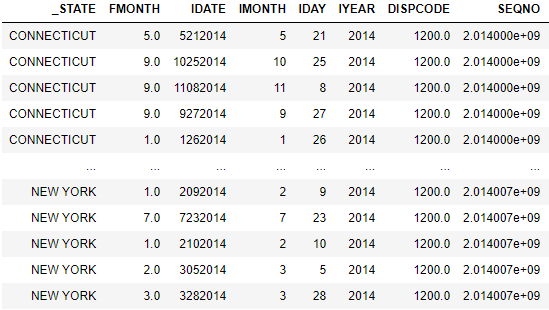 _STATE FMONTH IDATE IMONTH IDAY IYEAR DISPCODE SEQNO
CONNECTICUT 5.0 5212014 5 21 2014 1200.0 2.014000e+09
CONNECTICUT 9.0 10252014 10 25 2014 1200.0 2.014000e+09
CONNECTICUT 9.0 11082014 11 8 2014 1200.0 2.014000e+09
CONNECTICUT 9.0 9272014 9 27 2014 1200.0 2.014000e+09
CONNECTICUT 1.0 1262014 1 26 2014 1200.0 2.014000e+09
... ... ... ... ... ... ... ...
NEW YORK 1.0 2092014 2 9 2014 1200.0 2.014007e+09
NEW YORK 7.0 7232014 7 23 2014 1200.0 2.014007e+09
NEW YORK 1.0 2102014 2 10 2014 1200.0 2.014007e+09
NEW YORK 2.0 3052014 3 5 2014 1200.0 2.014007e+09
NEW YORK 3.0 3282014 3 28 2014 1200.0 2.014007e+09